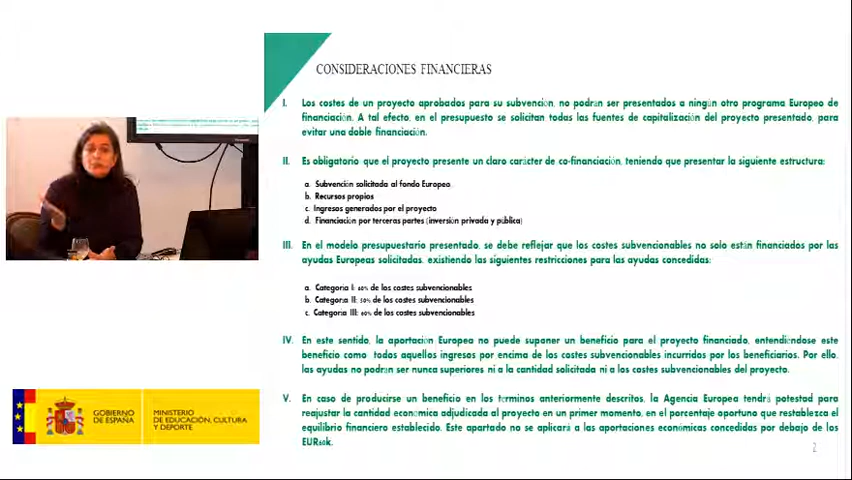 CONSIDERACIONES FINANCIERAS
I. Los costes de un proyecto aprobados para su subvención, no podrán ser presentados a ningún otro programa Europeo de
financiación. A tal efecto, en el presupuesto se solicitan todas las fuentes de capitalización del proyecto presentado, para
evitar una doble financiación.
II. Es obligatorio que el proyecto presente un claro carácter de co-financiación, teniendo que presentar la siguiente estructura:
a. Subvención solicitada al fondo Europeo
b. Recursos propios
c. Ingresos generados por el proyecto
d. Financiación por terceras partes (inversión privada y pública)
III. En el modelo presupuestario presentado, se debe reflejar que los costes subvencionables no solo están financiados por las
ayudas Europeas solicitadas, existiendo las siguientes restricciones para las ayudas concedidas:
a. Categoría I: 60% de los costes subvencionables
b. Categoría II: 50% de los costes subvencionables
c. Categoría III: 60% de los costes subvencionables
IV. En este sentido, la aportación Europea no puede suponer un beneficio para el proyecto financiado, entendiéndose este
beneficio como todos aquellos ingresos por encima de los costes subvencionables incurridos por los beneficiarios. Por ello,
las ayudas no podrán ser nunca superiores ni a la cantidad solicitada ni a los costes subvencionables del proyecto.
V. En caso de producirse un beneficio en los términos anteriormente descritos, la Agencia Europea tendrá potestad para
reajustar la cantidad económica adjudicada al proyecto en un primer momento, en el porcentaje oportuno que restablezca el
equilibrio financiero establecido. Este apartado no se aplicará a las aportaciones económicas concedidas por debajo de los
EUR60k.
2
GOBIERNO
DE ESPAÑA
MINISTERIO
DE EDUCACIÓN, CULTURA
Y DEPORTE